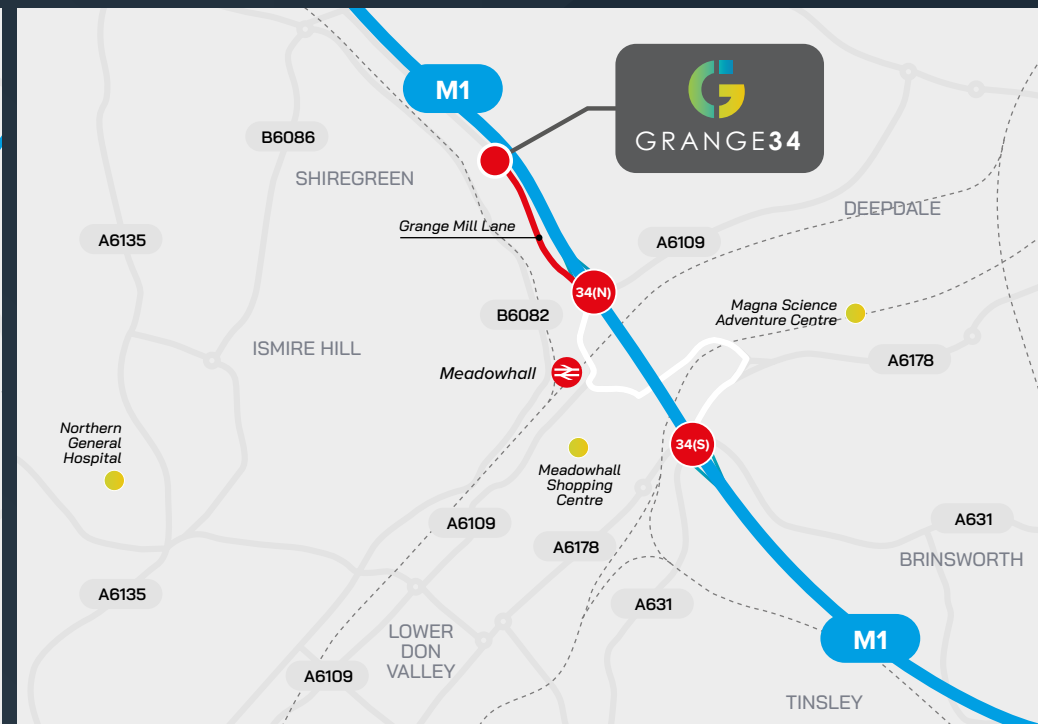 M1
GRANGE34
B6086
SHIREGREEN
DEEPDALE
Grange Mill Lane
A6135
A6109
34(N)
Magna Science
Adventure Centre
B6082
ISMIRE HILL
A6178
Meadowhall
Northern
General
Hospital
34(S)
Meadowhall
Shopping
Centre
A6109
A6178
A631
BRINSWORTH
A6135
A631
LOWER
DON
VALLEY
M1
A6109
TINSLEY